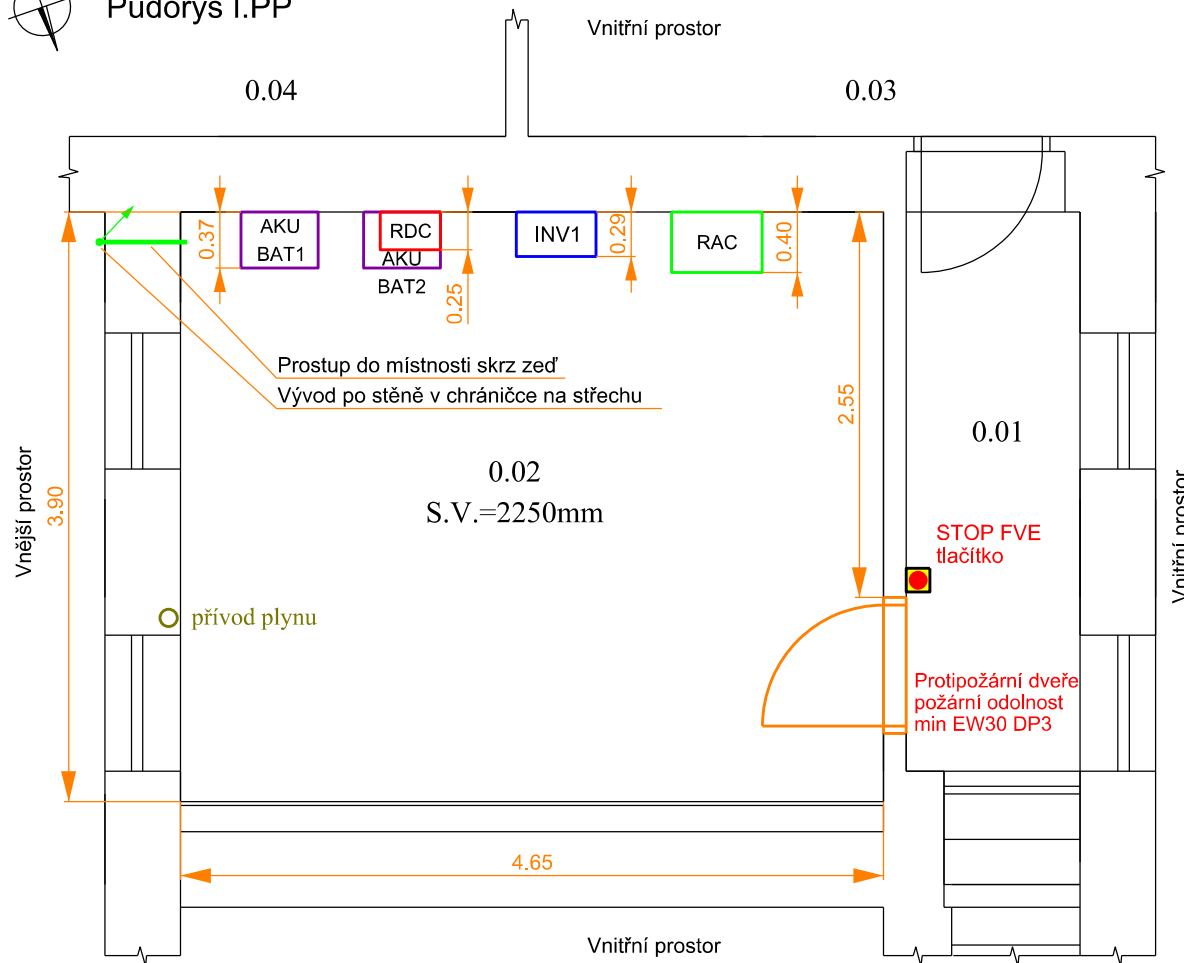 Půdorys I.PP
Vnitřní prostor
0.04
0.03
AKU
BAT1
RDC
AKU
BAT2
INV1
RAC
0.37
0.25
0.29
0.40
Prostup do místnosti skrz zeď
Vývod po stěně v chráničce na střechu
2.55
0.01
0.02
S.V.=2250mm
Vnější prostor
3.90
Vnitřní prostor
STOP FVE
tlačítko
přívod plynu
Protipožární dveře
požární odolnost
min EW30 DP3
4.65
Vnitřní prostor